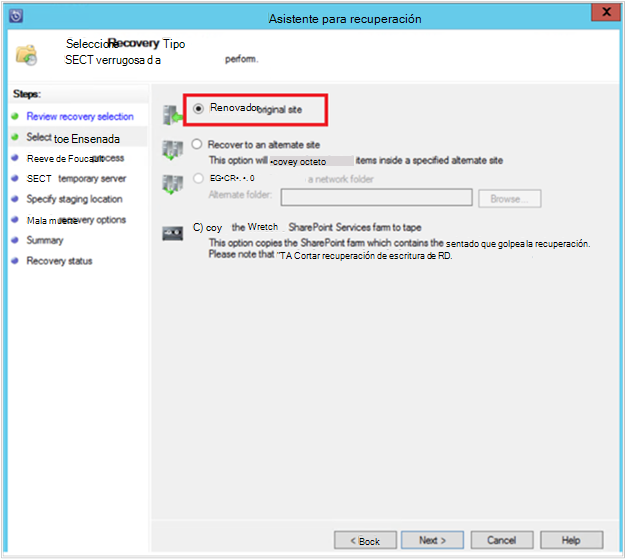 Asistente para recuperación
X
Seleccione Recovery Tipo
SECT verrugosa d a perform.
Steps:
Review recovery selection
Select toe Ensenada
Reeve de Foucault process
SECT temporary server
Specify staging location
Mala muerte recovery options
Summary
Recovery status
Renovador original site
Recover to an alternate site
This option will -covey octeto items inside a specified alternate site
EG•CR•.•.0 a network folder
Alternate folder:
Browse...
C) coy the Wretch SharePoint Services farm to tape
This option copies the SharePoint farm which contains the sentado que golpea la recuperación.
Please note that "TA Cortar recuperación de escritura de RD.
< Bock
Next >
Cancel
Help